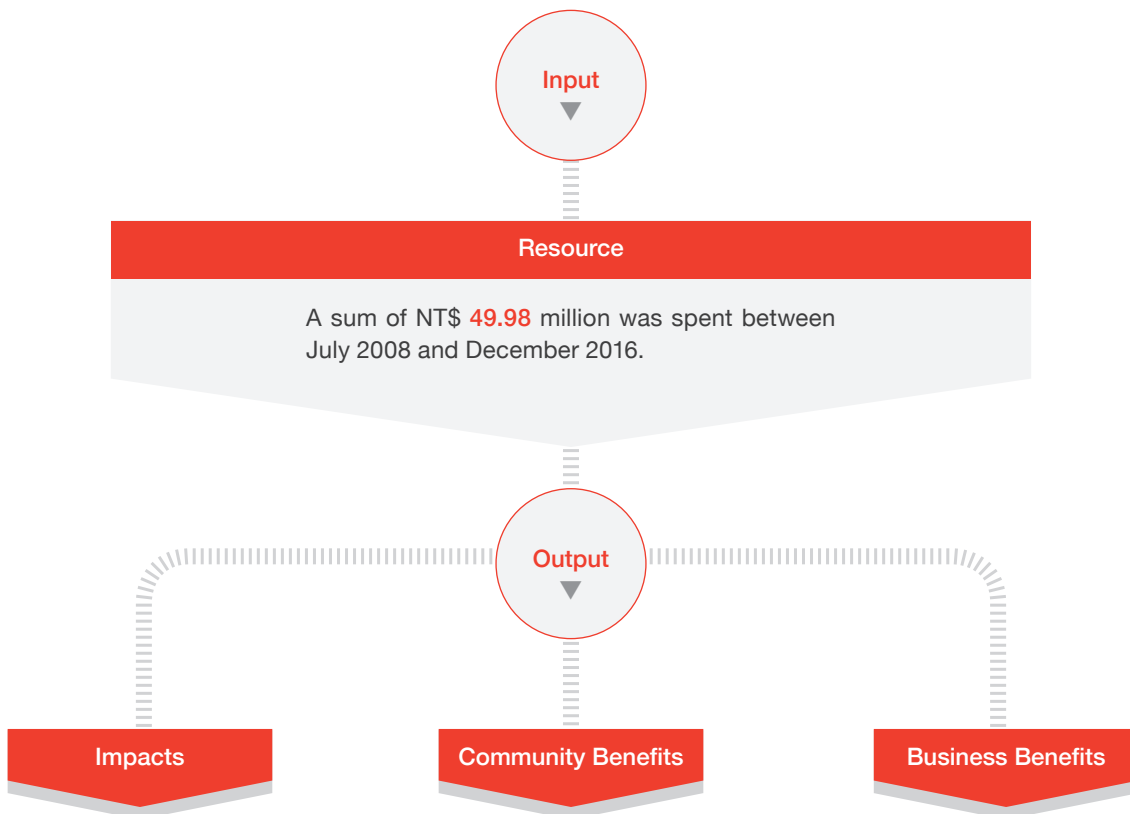 Input
Resource
A sum of NT$ 49.98 million was spent between
July 2008 and December 2016.
Output
Impacts
Community Benefits
Business Benefits